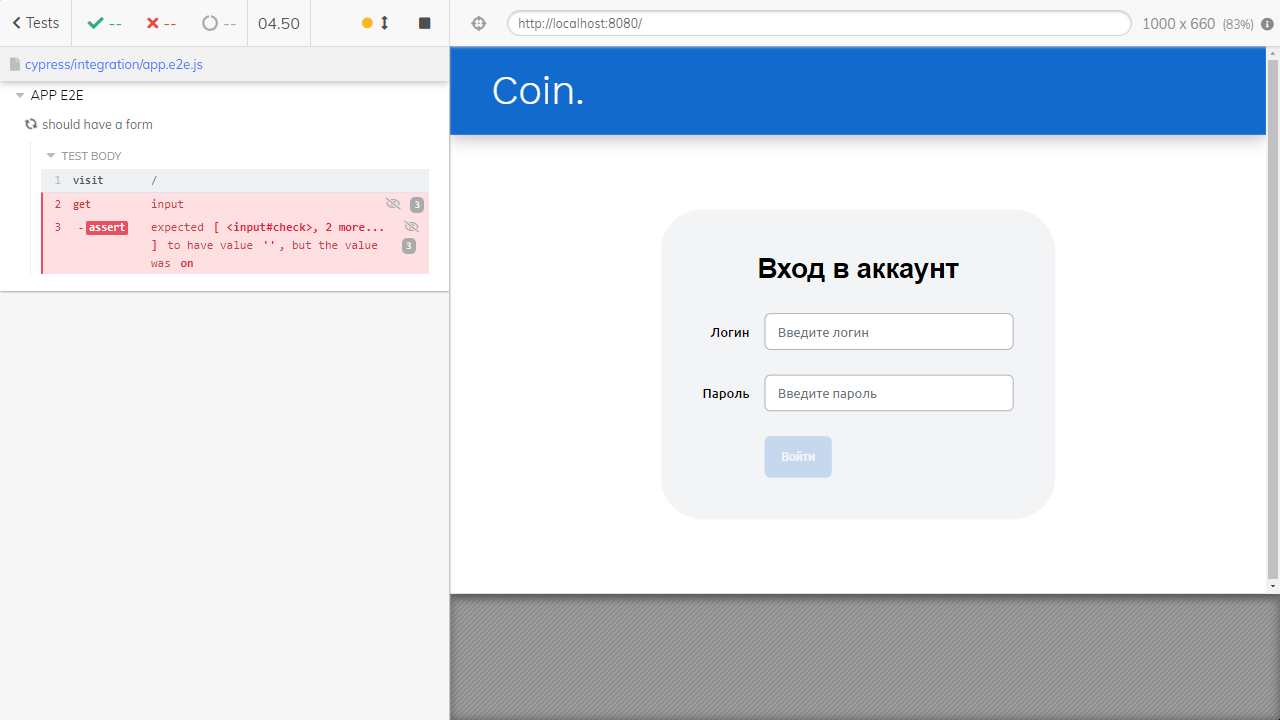 Tests
--
--
--
04.50
http://localhost:8080/
1000 x 660 (83%)
cypress/integration/app.e2e.js
APP E2E
should have a form
TEST BODY
1 visit /
2 get input 3
3 -assert expected [ <input#check>, 2 more...
] to have value '', but the value 3
was on
Coin.
Вход в аккаунт
Логин Введите логин
Пароль Введите пароль
Войти